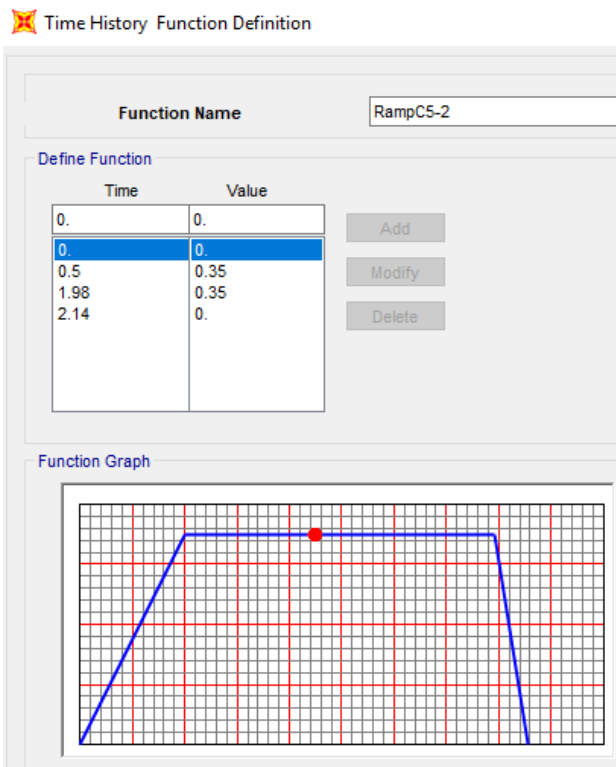 Time History Function Definition
Function Name
RampC5-2
Define Function
Time Value
0. 0.
0. 0.
0.5 0.35
1.98 0.35
2.14 0.
Add
Modify
Delete
Function Graph